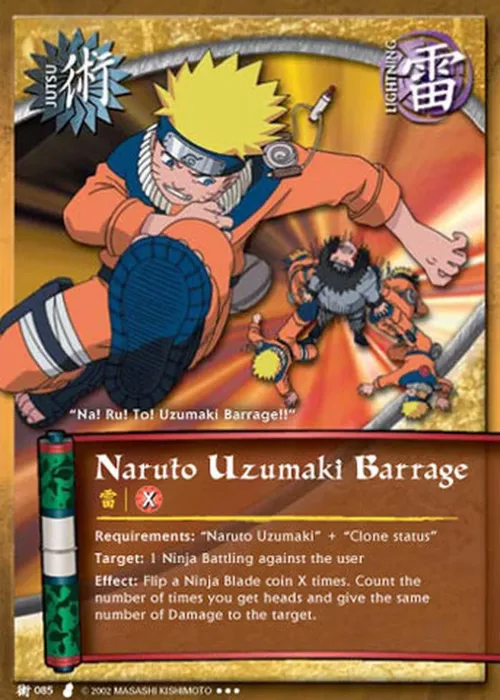 JUTSU 術
LIGHTNING 雷
"Na! Ru! To! Uzumaki Barrage!!"
Naruto Uzumaki Barrage
雷 | X
Requirements: "Naruto Uzumaki" + "Clone status"
Target: 1 Ninja Battling against the user
Effect: Flip a Ninja Blade coin X times. Count the
number of times you get heads and give the same
number of Damage to the target.
術 085 © 2002 MASASHI KISHIMOTO